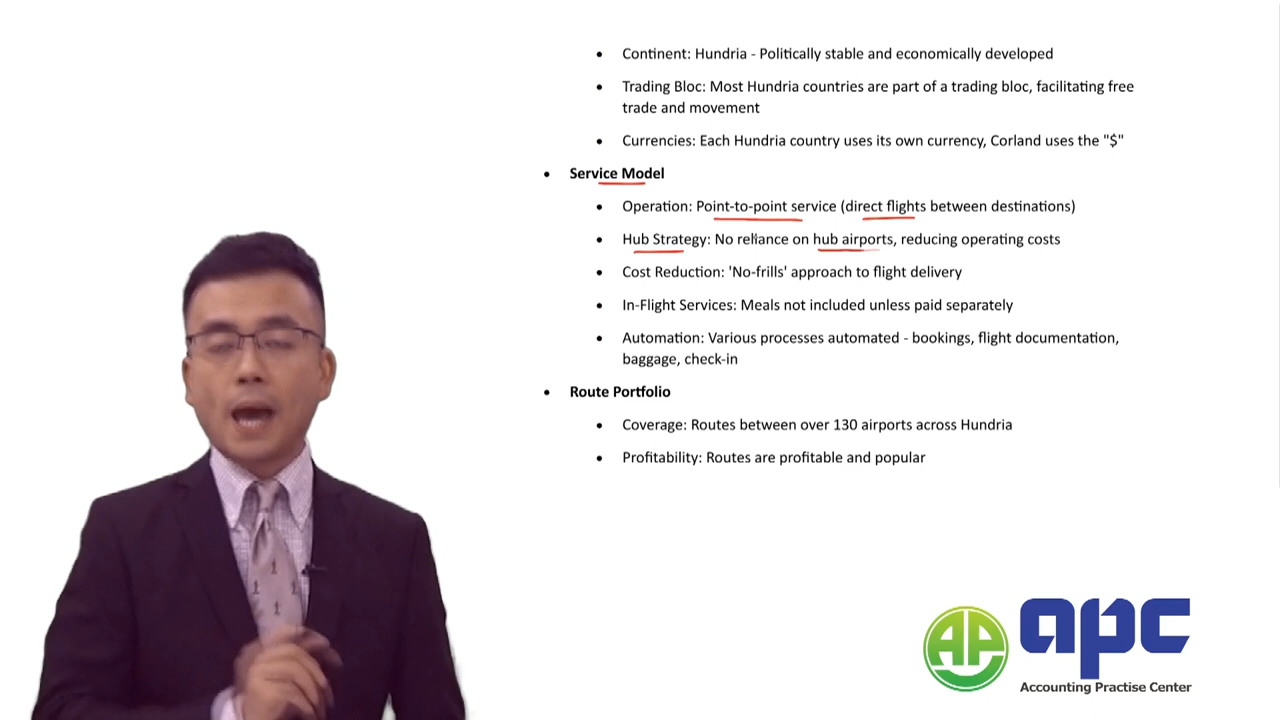 • Continent: Hundria - Politically stable and economically developed
• Trading Bloc: Most Hundria countries are part of a trading bloc, facilitating free
trade and movement
• Currencies: Each Hundria country uses its own currency, Corland uses the "$"
• Service Model
• Operation: Point-to-point service (direct flights between destinations)
• Hub Strategy: No reliance on hub airports, reducing operating costs
• Cost Reduction: 'No-frills' approach to flight delivery
• In-Flight Services: Meals not included unless paid separately
• Automation: Various processes automated - bookings, flight documentation,
baggage, check-in
• Route Portfolio
• Coverage: Routes between over 130 airports across Hundria
• Profitability: Routes are profitable and popular
AP apc
Accounting Practise Center